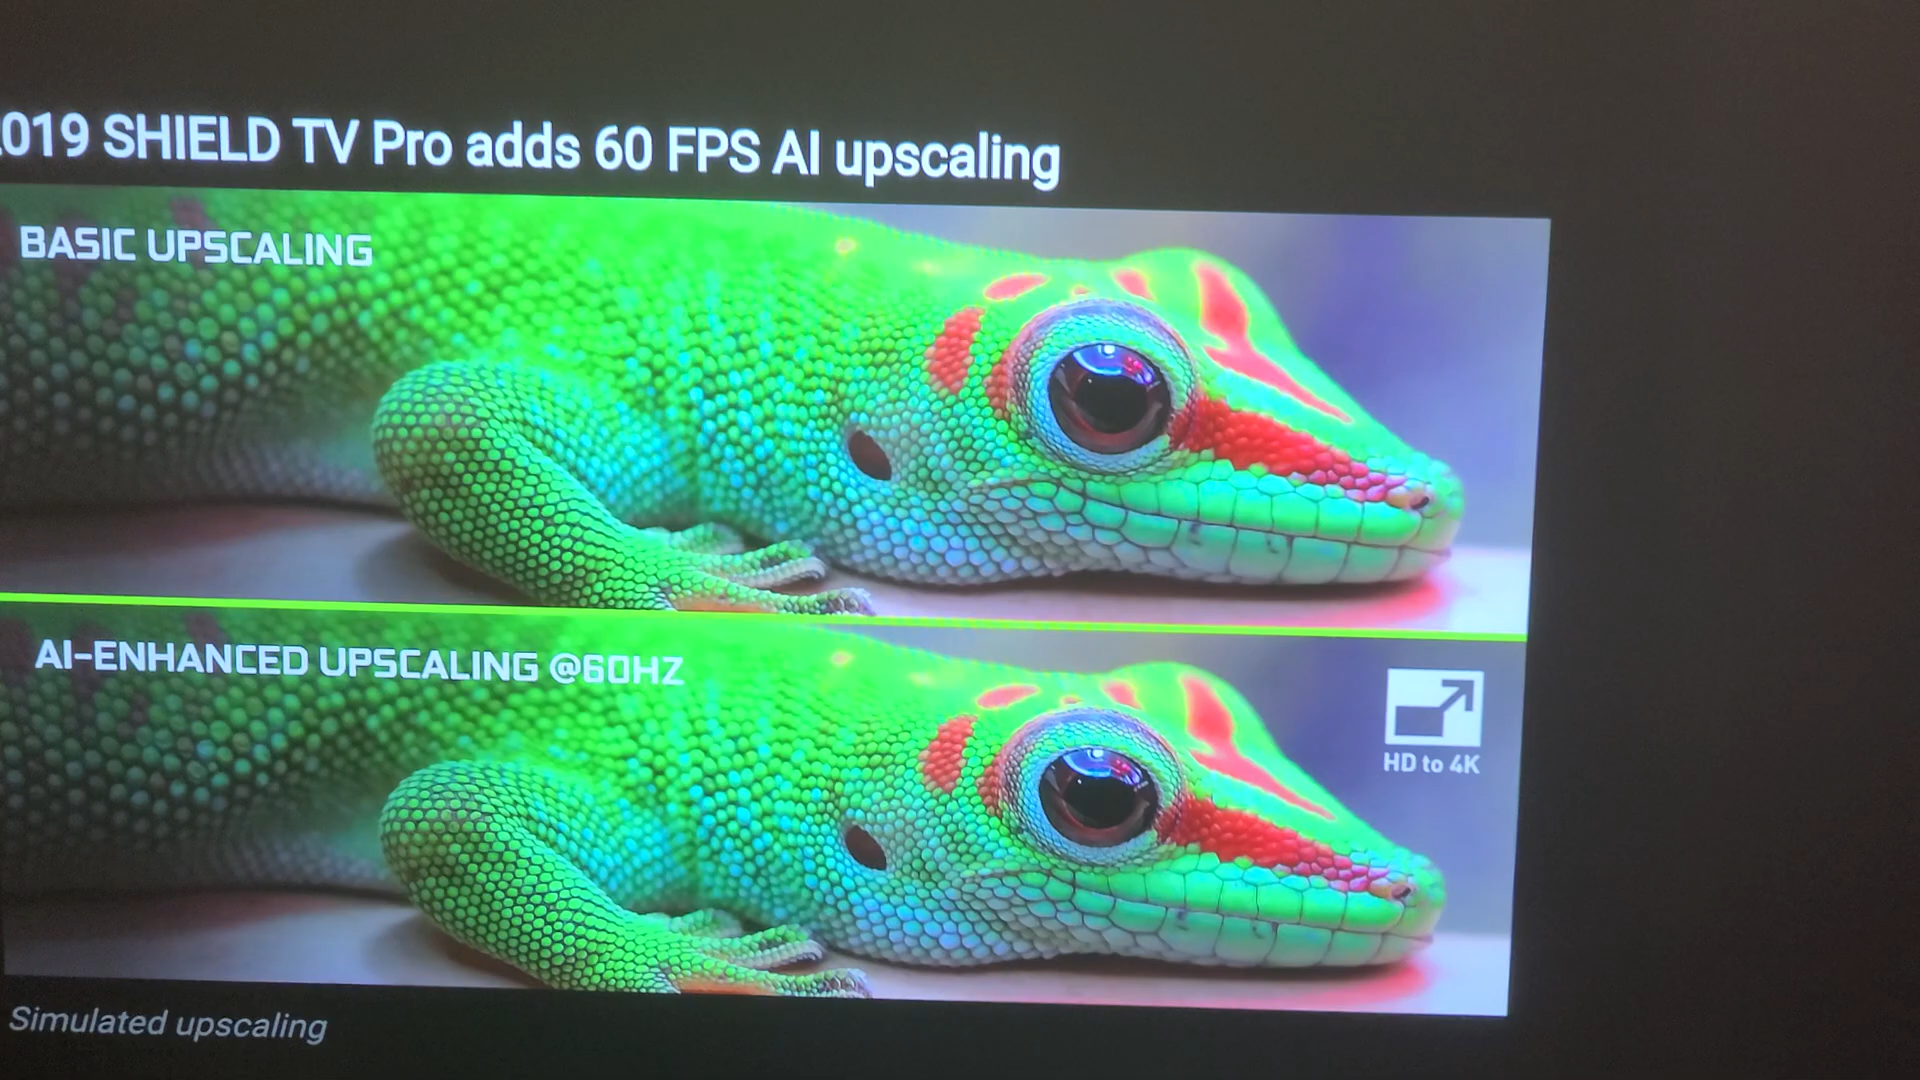 019 SHIELD TV Pro adds 60 FPS AI upscaling
BASIC UPSCALING
AI-ENHANCED UPSCALING @60HZ
HD to 4K
Simulated upscaling